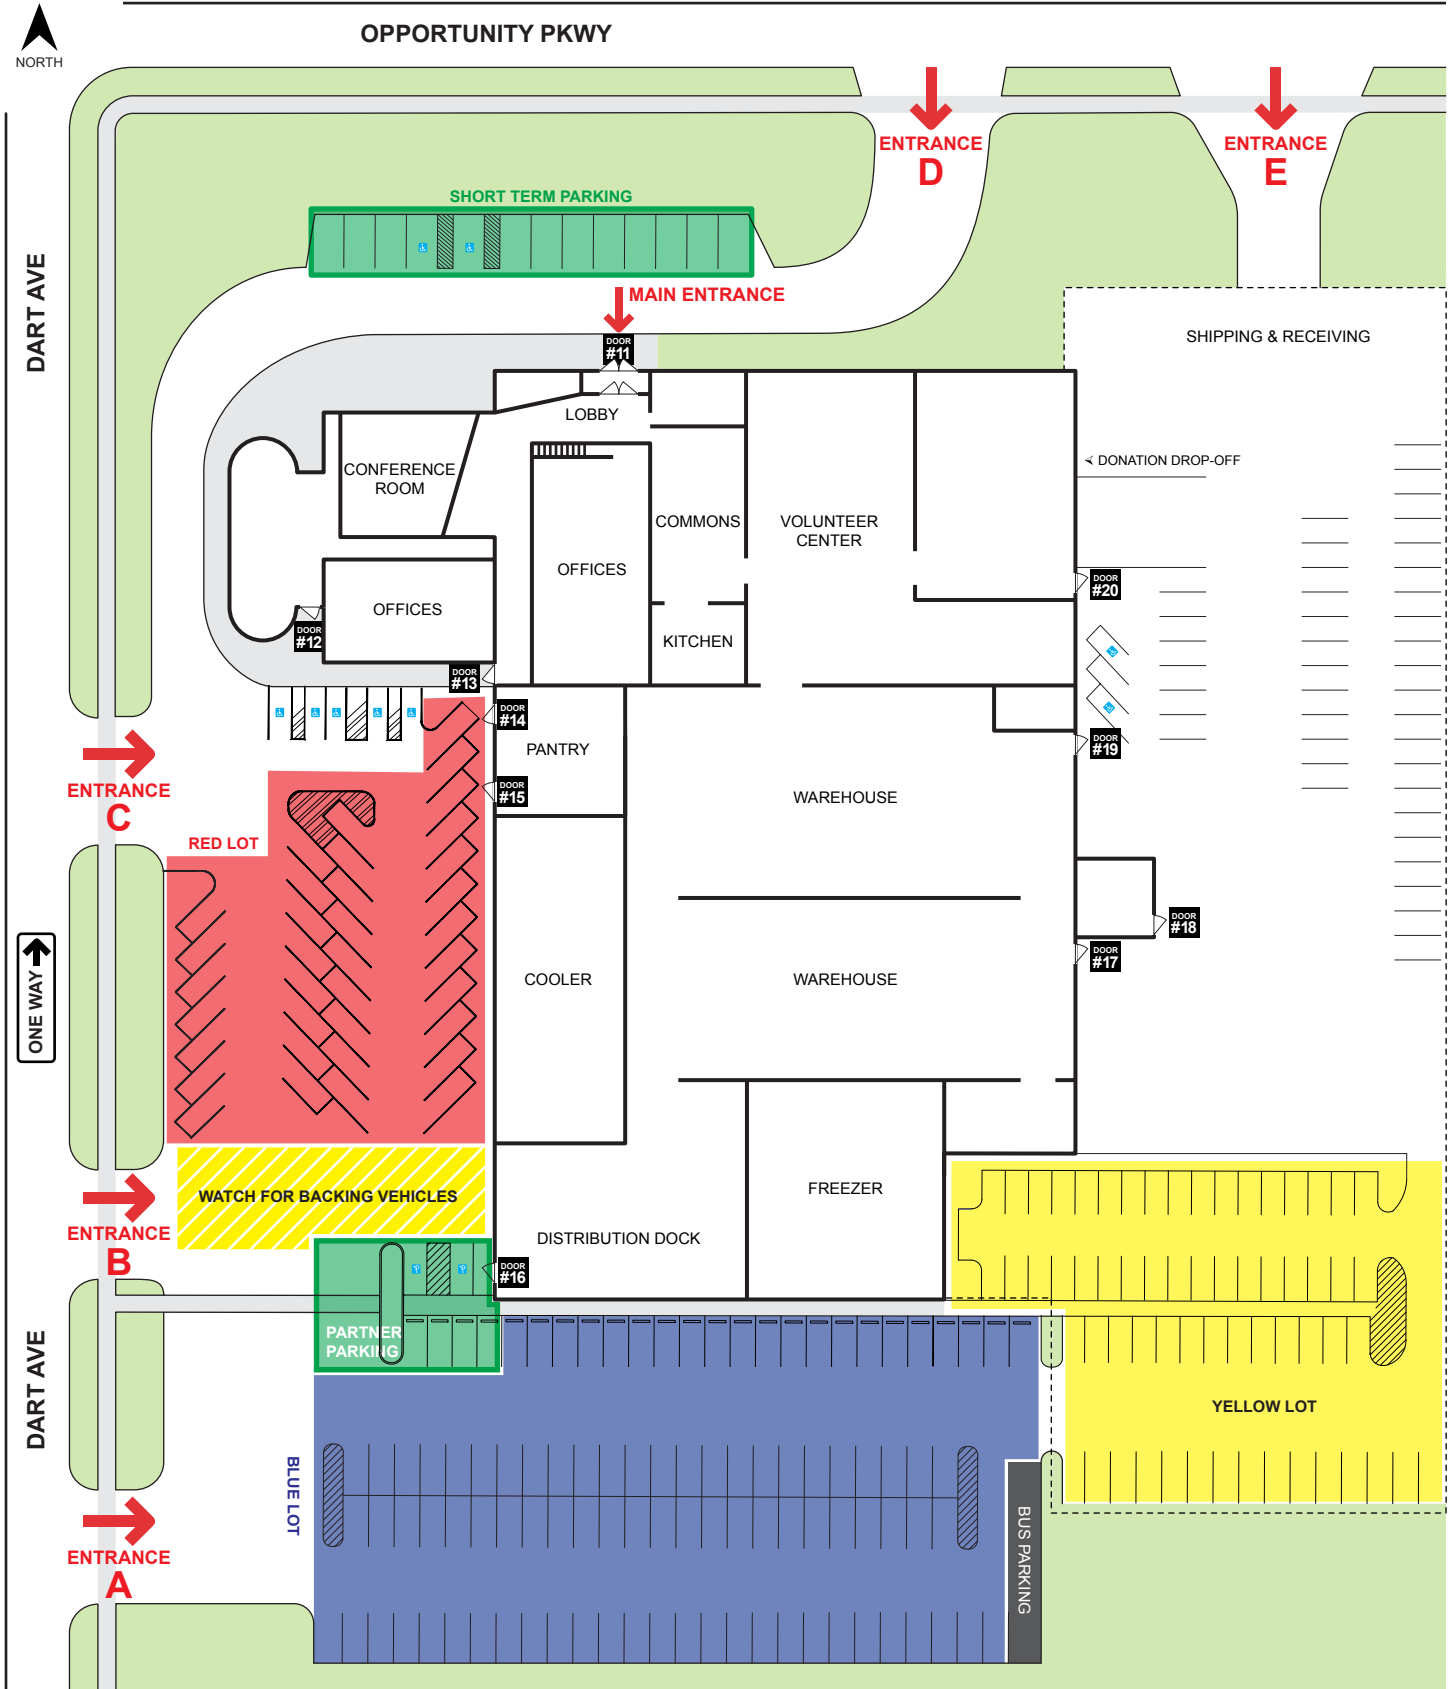 OPPORTUNITY PKWY
NORTH
ENTRANCE
D
ENTRANCE
E
SHORT TERM PARKING
DART AVE
MAIN ENTRANCE
SHIPPING & RECEIVING
DOOR
#11
LOBBY
CONFERENCE
ROOM
< DONATION DROP-OFF
COMMONS
VOLUNTEER
CENTER
OFFICES
DOOR
#20
OFFICES
DOOR
#12
KITCHEN
DOOR
#13
DOOR
#14
PANTRY
DOOR
#19
ENTRANCE
C
DOOR
#15
WAREHOUSE
RED LOT
DOOR
#18
DOOR
#17
ONE WAY
COOLER
WAREHOUSE
WATCH FOR BACKING VEHICLES
FREEZER
ENTRANCE
B
DISTRIBUTION DOCK
DOOR
#16
PARTNER
PARKING
DART AVE
YELLOW LOT
BLUE LOT
BUS PARKING
ENTRANCE
A